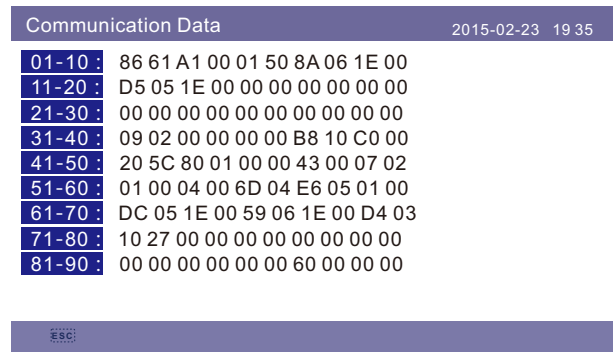 Communication Data 2015-02-23 19 35
01-10 : 86 61 A1 00 01 50 8A 06 1E 00
11-20 : D5 05 1E 00 00 00 00 00 00 00
21-30 : 00 00 00 00 00 00 00 00 00 00
31-40 : 09 02 00 00 00 00 B8 10 C0 00
41-50 : 20 5C 80 01 00 00 43 00 07 02
51-60 : 01 00 04 00 6D 04 E6 05 01 00
61-70 : DC 05 1E 00 59 06 1E 00 D4 03
71-80 : 10 27 00 00 00 00 00 00 00 00
81-90 : 00 00 00 00 00 00 60 00 00 00
ESC